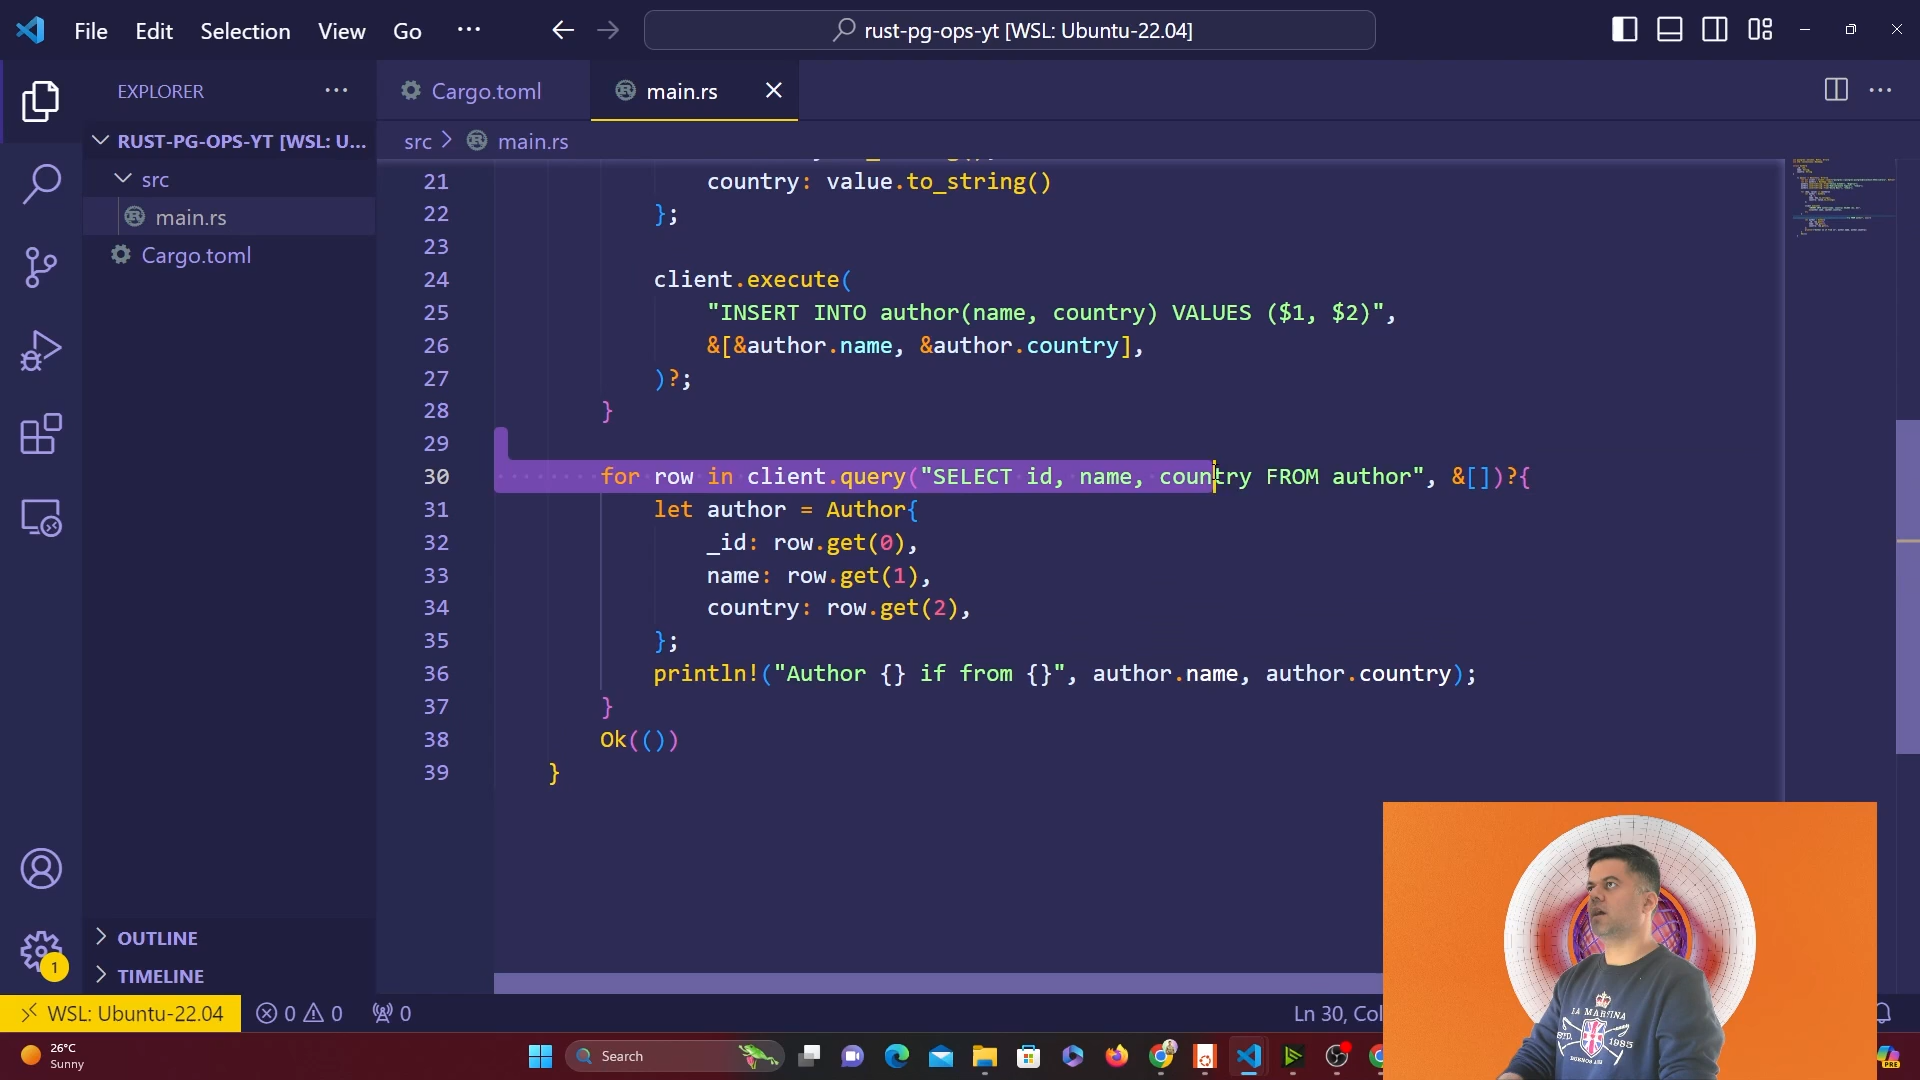 File Edit Selection View Go ··· rust-pg-ops-yt [WSL: Ubuntu-22.04]
EXPLORER ···
Cargo.toml
main.rs
RUST-PG-OPS-YT [WSL: U...
src
main.rs
Cargo.toml
OUTLINE
TIMELINE
1
src > main.rs
21 country: value.to_string()
22 };
23
24 client.execute(
25 "INSERT INTO author(name, country) VALUES ($1, $2)",
26 &[&author.name, &author.country],
27 )?;
28 }
29
30 for row in client.query("SELECT id, name, country FROM author", &[])?{
31 let author = Author{
32 _id: row.get(0),
33 name: row.get(1),
34 country: row.get(2),
35 };
36 println!("Author {} if from {}", author.name, author.country);
37 }
38 Ok(())
39 }
LA MARTINA
1985
BUENOS AIRES
WSL: Ubuntu-22.04 0 0 0 Ln 30, Col
26°C
Sunny
Search
PRE